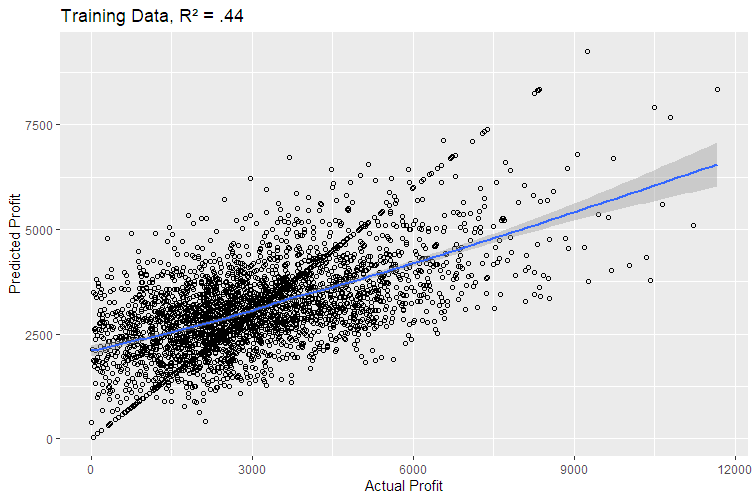 Training Data, R² = .44
7500
5000
2500
0
Predicted Profit
0 3000 6000 9000 12000
Actual Profit